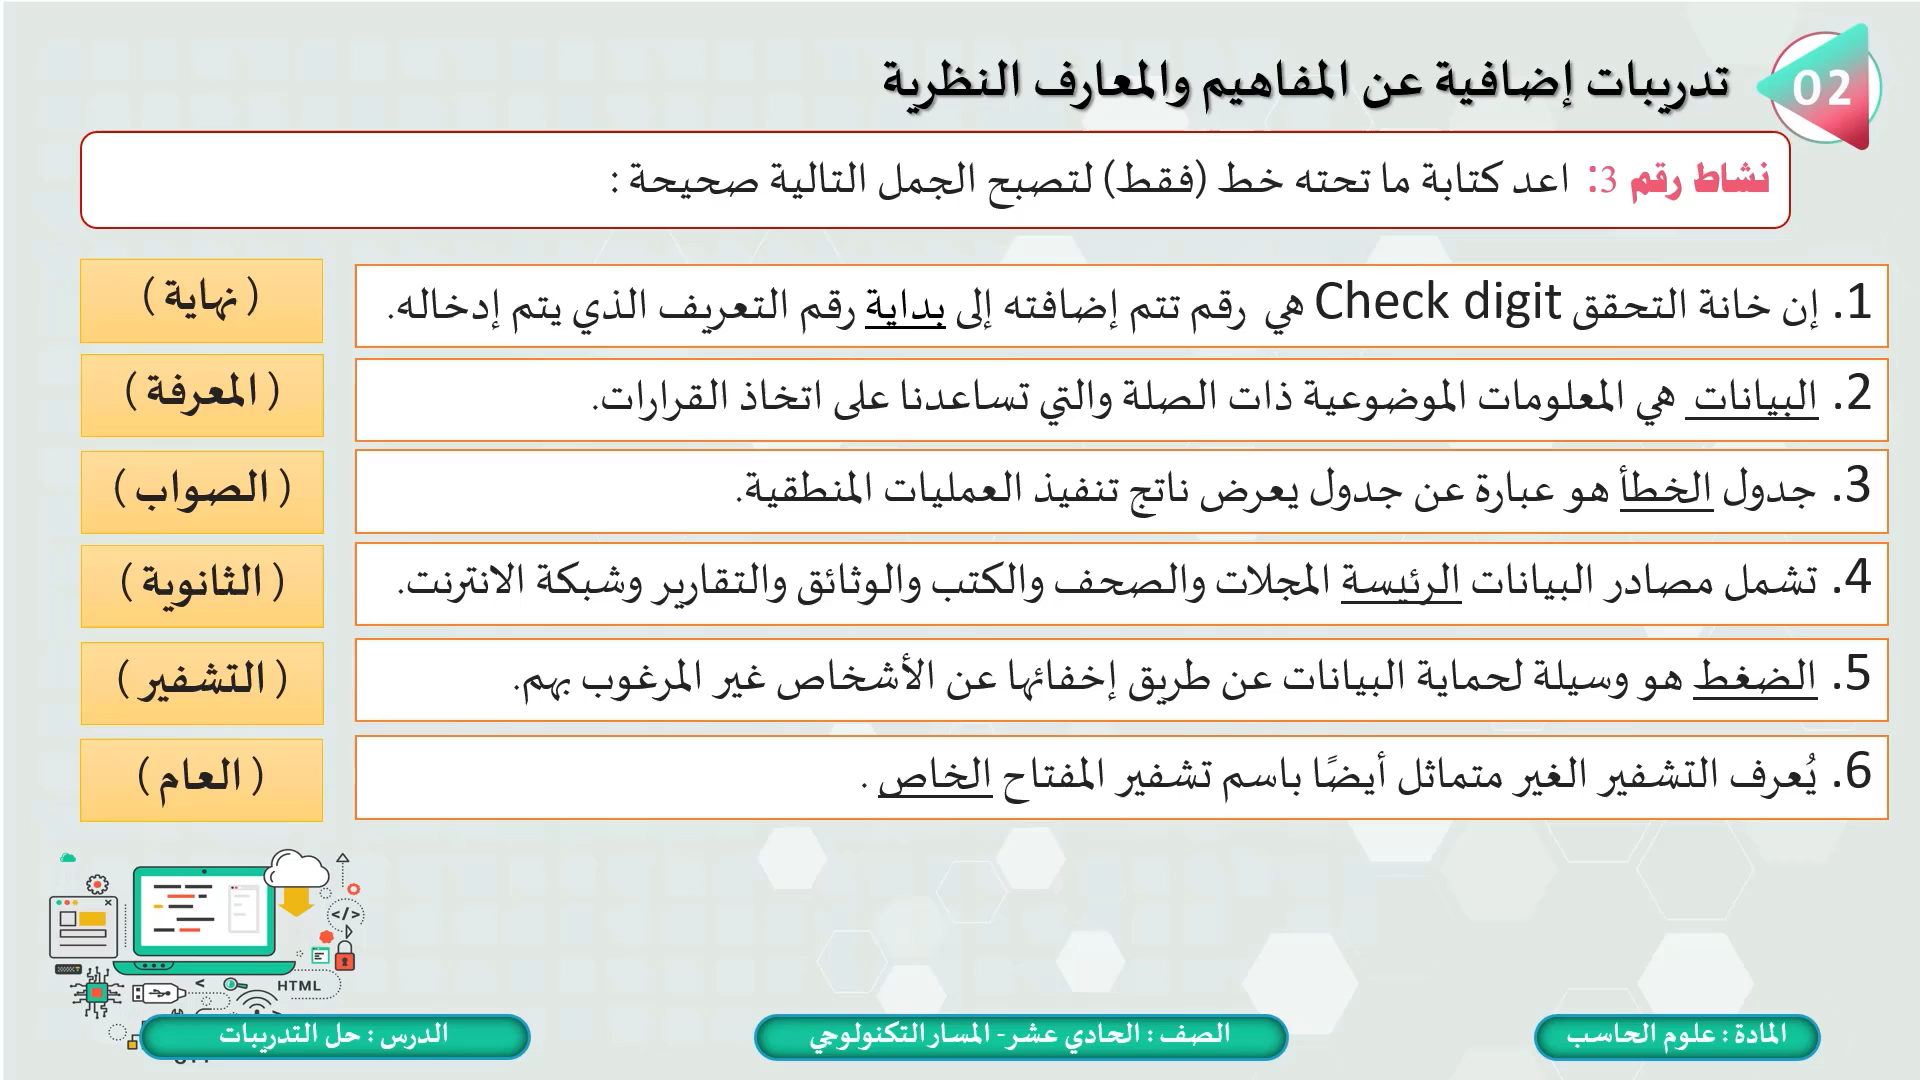 02
تدريبات إضافية عن المفاهيم والمعارف النظرية
نشاط رقم 3: اعد كتابة ما تحته خط (فقط) لتصبح الجمل التالية صحيحة :
1. إن خانة التحقق Check digit هي رقم تتم إضافته إلى بداية رقم التعريف الذي يتم إدخاله.
( نهاية )
2. البيانات هي المعلومات الموضوعية ذات الصلة والتي تساعدنا على اتخاذ القرارات.
( المعرفة )
3. جدول الخطأ هو عبارة عن جدول يعرض ناتج تنفيذ العمليات المنطقية.
( الصواب )
4. تشمل مصادر البيانات الرئيسة المجلات والصحف والكتب والوثائق والتقارير وشبكة الانترنت.
( الثانوية )
5. الضغط هو وسيلة لحماية البيانات عن طريق إخفائها عن الأشخاص غير المرغوب بهم.
( التشفير )
6. يُعرف التشفير الغير متماثل أيضًا باسم تشفير المفتاح الخاص .
( العام )
</>
HTML
المادة : علوم الحاسب
الصف : الحادي عشر- المسار التكنولوجي
الدرس : حل التدريبات